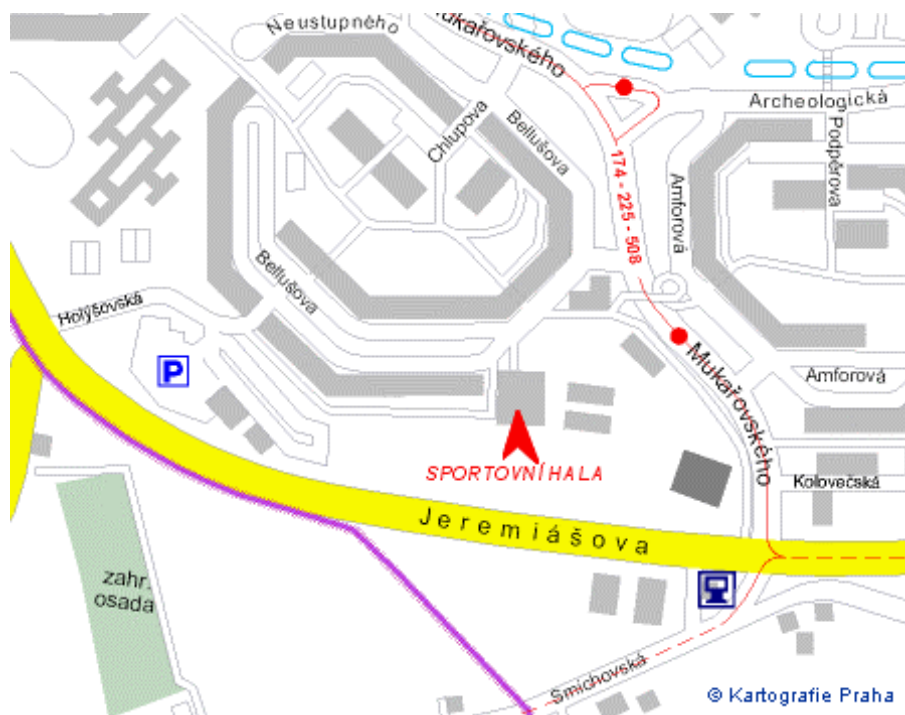 Neustupného
Mukařovského
Archeologická
Chlupova
Bellušova
Podpěrova
174 - 225 - 508
Amforová
Bellušova
Holýšovská
P
Mukařovského
Amforová
SPORTOVNÍ HALA
Kolovečská
Jeremiášova
zahr.
osada
Smíchovská
© Kartografie Praha